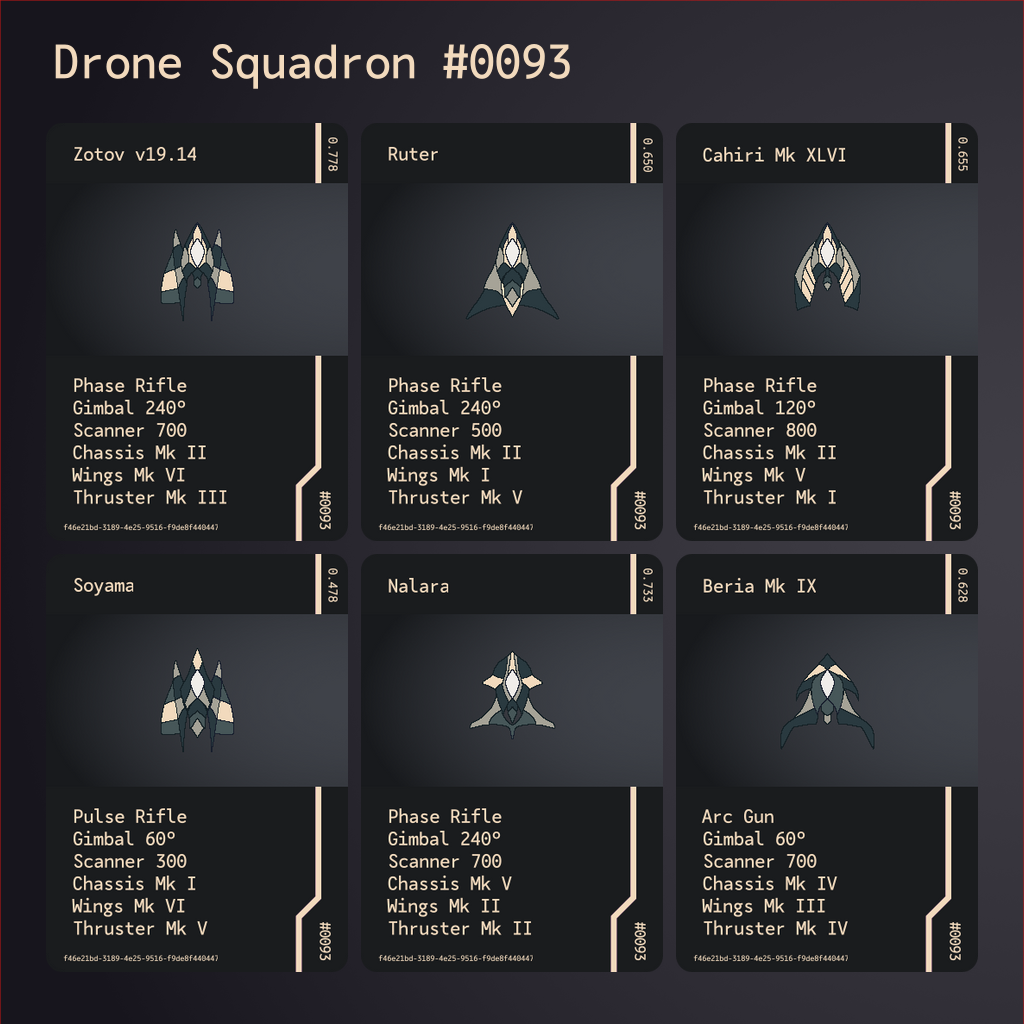 Drone Squadron #0093
Zotov v19.14
0.778
Phase Rifle
Gimbal 240º
Scanner 700
Chassis Mk II
Wings Mk VI
Thruster Mk III
#0093
f46e21bd-3189-4e25-9516-f9de8f440447
Ruter
0.650
Phase Rifle
Gimbal 240º
Scanner 500
Chassis Mk II
Wings Mk I
Thruster Mk V
#0093
f46e21bd-3189-4e25-9516-f9de8f440447
Cahiri Mk XLVI
0.655
Phase Rifle
Gimbal 120º
Scanner 800
Chassis Mk II
Wings Mk V
Thruster Mk I
#0093
f46e21bd-3189-4e25-9516-f9de8f440447
Soyama
0.478
Pulse Rifle
Gimbal 60º
Scanner 300
Chassis Mk I
Wings Mk VI
Thruster Mk V
#0093
f46e21bd-3189-4e25-9516-f9de8f440447
Nalara
0.733
Phase Rifle
Gimbal 240º
Scanner 700
Chassis Mk V
Wings Mk II
Thruster Mk II
#0093
f46e21bd-3189-4e25-9516-f9de8f440447
Beria Mk IX
0.628
Arc Gun
Gimbal 60º
Scanner 700
Chassis Mk IV
Wings Mk III
Thruster Mk IV
#0093
f46e21bd-3189-4e25-9516-f9de8f440447